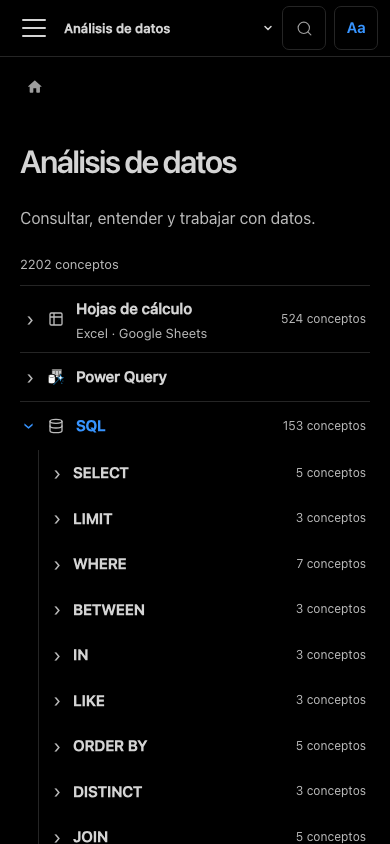 Análisis de datos
Aa
Análisis de datos
Consultar, entender y trabajar con datos.
2202 conceptos
Hojas de cálculo
524 conceptos
Excel · Google Sheets
Power Query
SQL
153 conceptos
SELECT
5 conceptos
LIMIT
3 conceptos
WHERE
7 conceptos
BETWEEN
3 conceptos
IN
3 conceptos
LIKE
3 conceptos
ORDER BY
5 conceptos
DISTINCT
3 conceptos
JOIN
5 conceptos